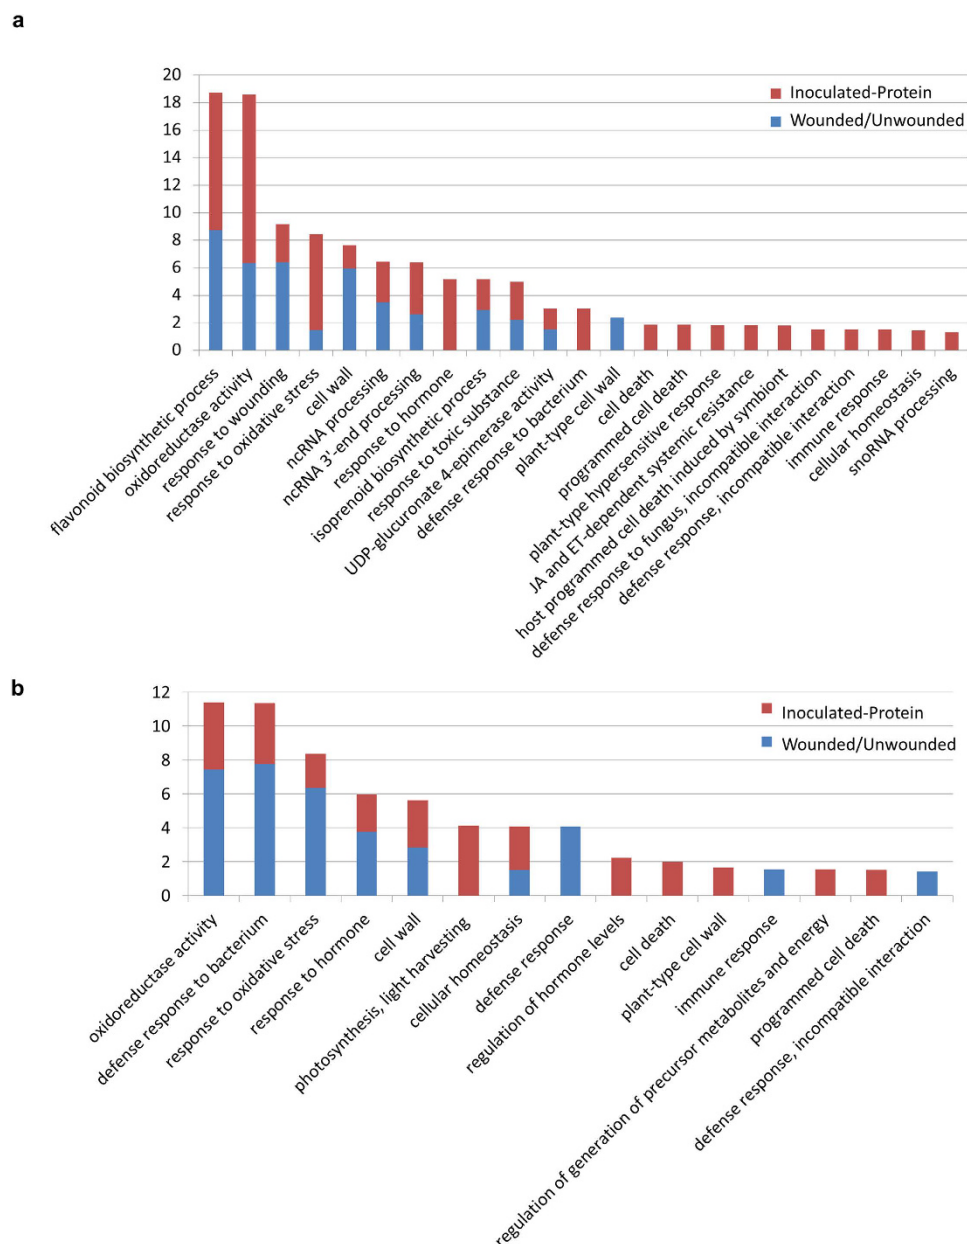 a
20
18
16
14
12
10
8
6
4
2
0
Inoculated-Protein
Wounded/Unwounded
flavonoid biosynthetic process
oxidoreductase activity
response to wounding
response to oxidative stress
cell wall
ncRNA processing
ncRNA 3'-end processing
response to hormone
isoprenoid biosynthetic process
response to toxic substance
UDP-glucuronate 4-epimerase activity
defense response to bacterium
plant-type cell wall
cell death
programmed cell death
plant-type hypersensitive response
JA and ET-dependent systemic resistance
host programmed cell death induced by symbiont
defense response to fungus, incompatible interaction
defense response, incompatible interaction
immune response
cellular homeostasis
snoRNA processing
b
12
10
8
6
4
2
0
Inoculated-Protein
Wounded/Unwounded
oxidoreductase activity
defense response to bacterium
response to oxidative stress
response to hormone
cell wall
photosynthesis, light harvesting
cellular homeostasis
defense response
regulation of hormone levels
cell death
plant-type cell wall
immune response
regulation of generation of precursor metabolites and energy
programmed cell death
defense response, incompatible interaction